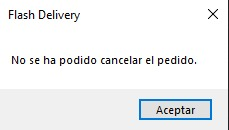 Flash Delivery
No se ha podido cancelar el pedido.
Aceptar